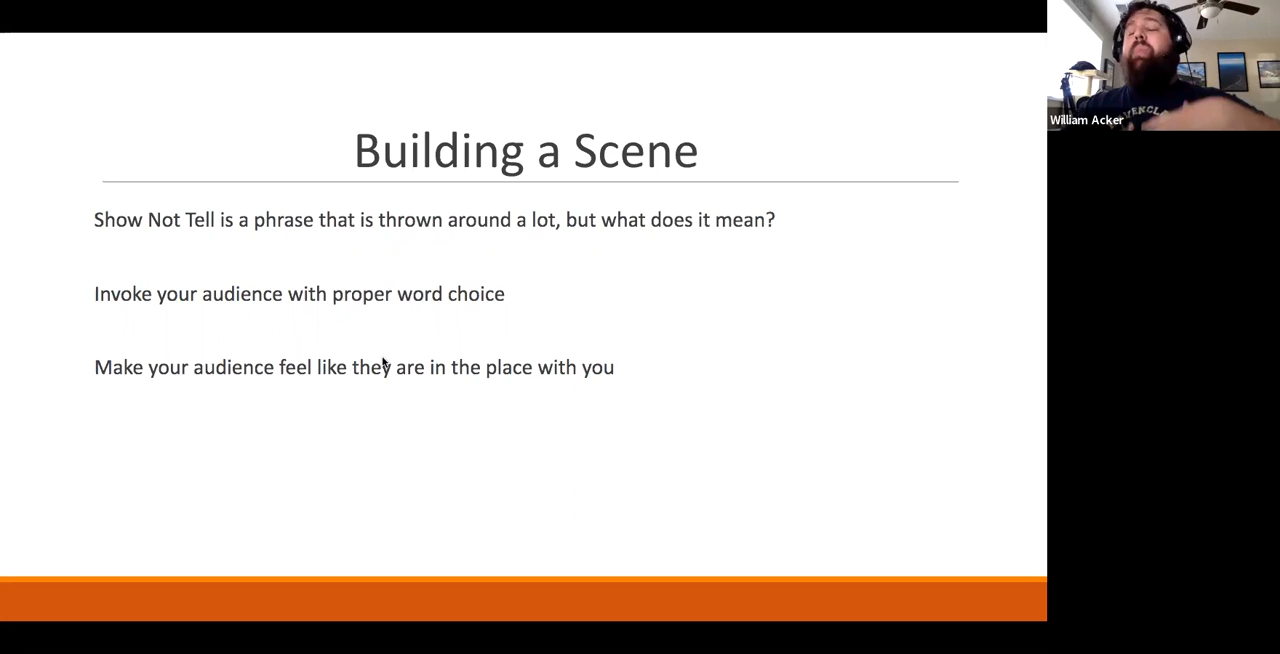 Building a Scene
Show Not Tell is a phrase that is thrown around a lot, but what does it mean?
Invoke your audience with proper word choice
Make your audience feel like they are in the place with you
William Acker